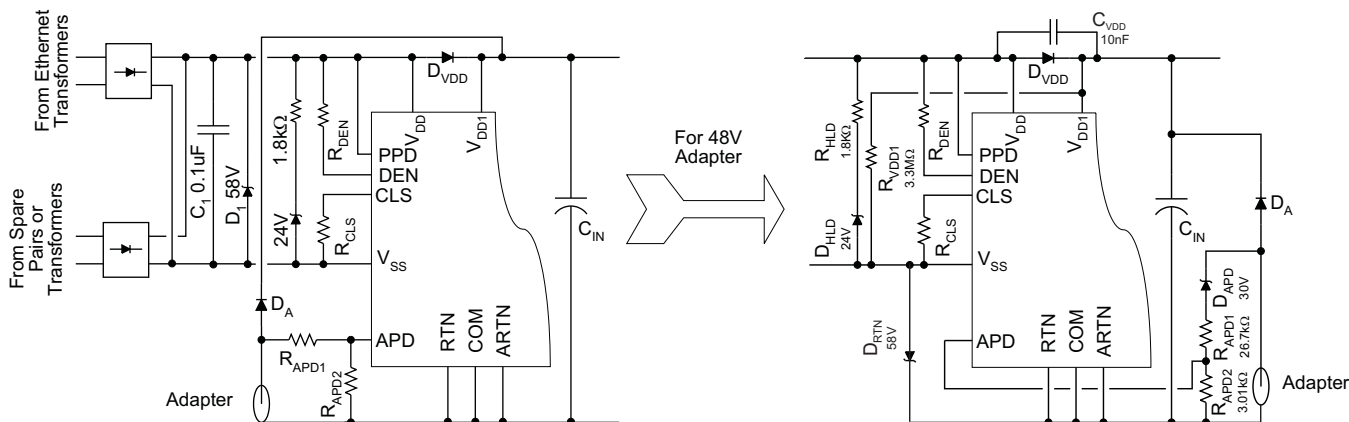 From Ethernet
Transformers
From Spare
Pairs or
Transformers
C1 0.1uF
D1 58V
1.8kΩ
24V
RDEN
RCLS
DVDD
VDD
VDD1
PPD
DEN
CLS
VSS
APD
RTN
COM
ARTN
CIN
DA
RAPD1
RAPD2
Adapter
For 48V
Adapter
CVDD
10nF
DVDD
RHLD
1.8KΩ
RVDD1
3.3MΩ
RDEN
DHLD
24V
RCLS
VDD
VDD1
PPD
DEN
CLS
VSS
APD
RTN
COM
ARTN
DRTN
58V
CIN
DA
DAPD
30V
RAPD1
26.7kΩ
RAPD2
3.01kΩ
Adapter